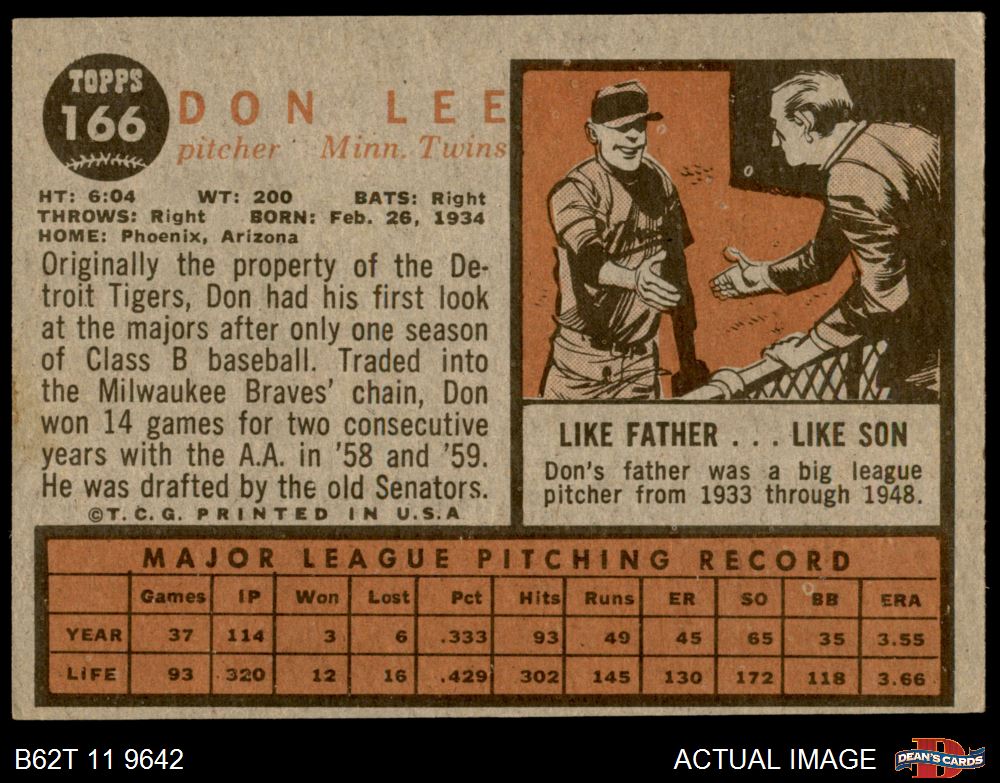 TOPPS
166
DON LEE
pitcher Minn. Twins
HT: 6:04 WT: 200 BATS: Right
THROWS: Right BORN: Feb. 26, 1934
HOME: Phoenix, Arizona
Originally the property of the De-
troit Tigers, Don had his first look
at the majors after only one season
of Class B baseball. Traded into
the Milwaukee Braves' chain, Don
won 14 games for two consecutive
years with the A.A. in '58 and '59.
He was drafted by the old Senators.
©T.C.G. PRINTED IN U.S.A
LIKE FATHER . . . LIKE SON
Don's father was a big league
pitcher from 1933 through 1948.
MAJOR LEAGUE PITCHING RECORD
Games IP Won Lost Pct Hits Runs ER SO BB ERA
YEAR 37 114 3 6 .333 93 49 45 65 35 3.55
LIFE 93 320 12 16 .429 302 145 130 172 118 3.66
B62T 11 9642
ACTUAL IMAGE
D
DEAN'S CARDS